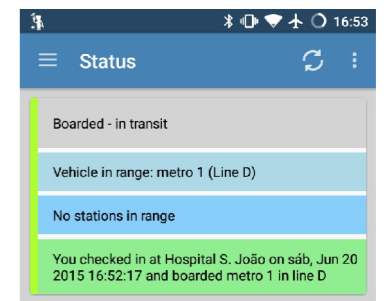 16:53
Status
Boarded - in transit
Vehicle in range: metro 1 (Line D)
No stations in range
You checked in at Hospital S. João on sáb, Jun 20
2015 16:52:17 and boarded metro 1 in line D